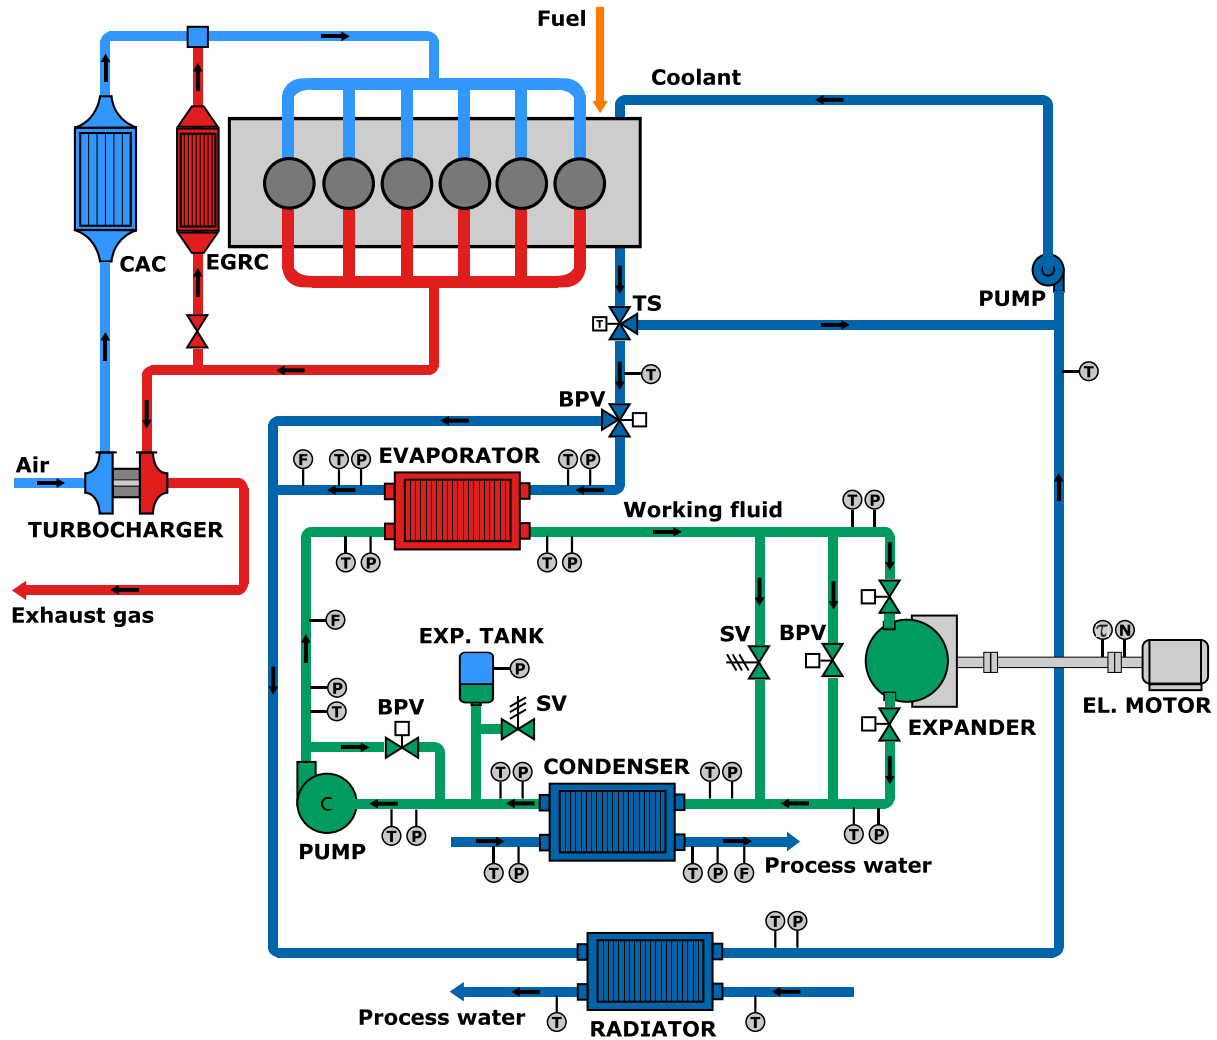 Fuel
Coolant
CAC
EGRC
PUMP
TS
T
T
T
BPV
Air
EVAPORATOR
F
T
P
T
P
TURBOCHARGER
Working fluid
T
P
T
P
T
P
Exhaust gas
F
EXP. TANK
P
SV
BPV
τ
N
P
T
BPV
SV
EL. MOTOR
EXPANDER
CONDENSER
T
P
T
P
T
P
T
P
PUMP
Process water
T
P
T
P
F
T
P
Process water
T
T
RADIATOR